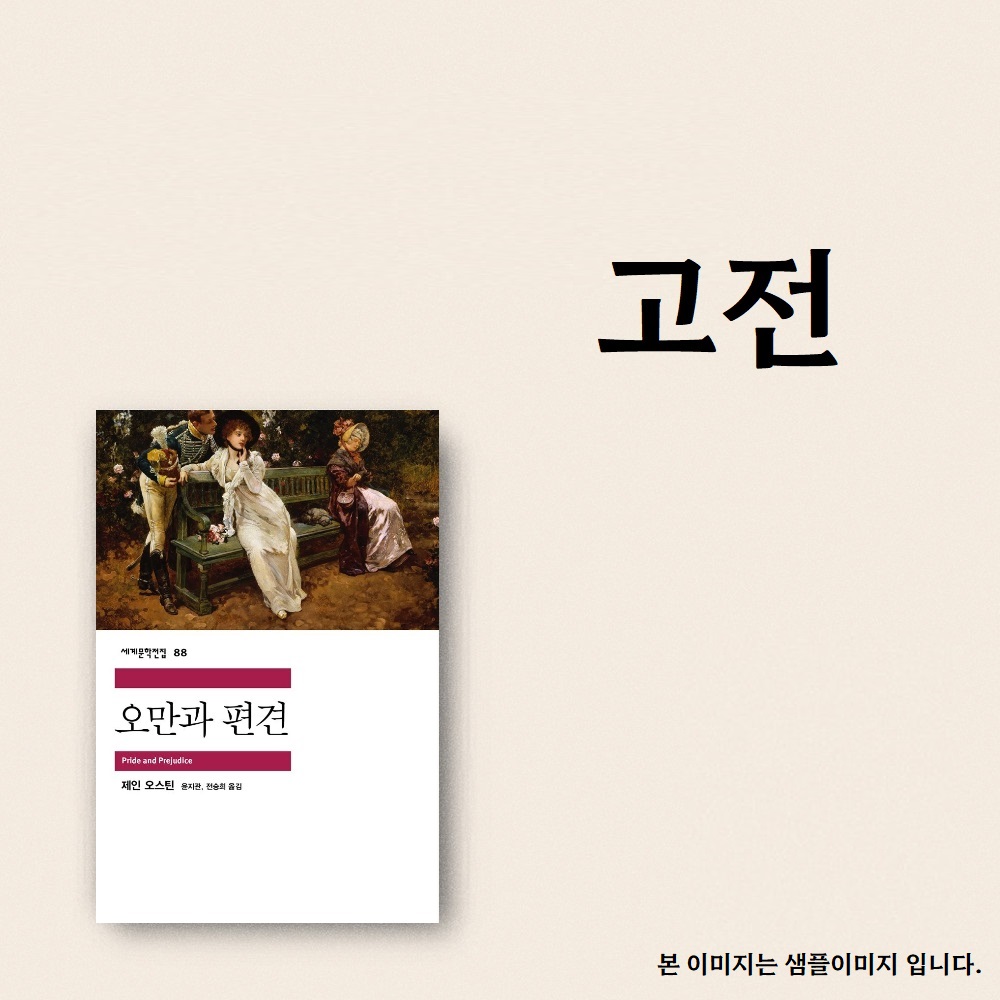 고전
세계문학전집 88
오만과 편견
Pride and Prejudice
제인 오스틴 윤지관, 전승희 옮김
본 이미지는 샘플이미지 입니다.